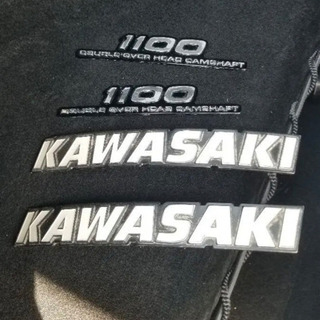 1100
DOUBLE OVER HEAD CAMSHAFT
1100
DOUBLE OVER HEAD CAMSHAFT
KAWASAKI
KAWASAKI